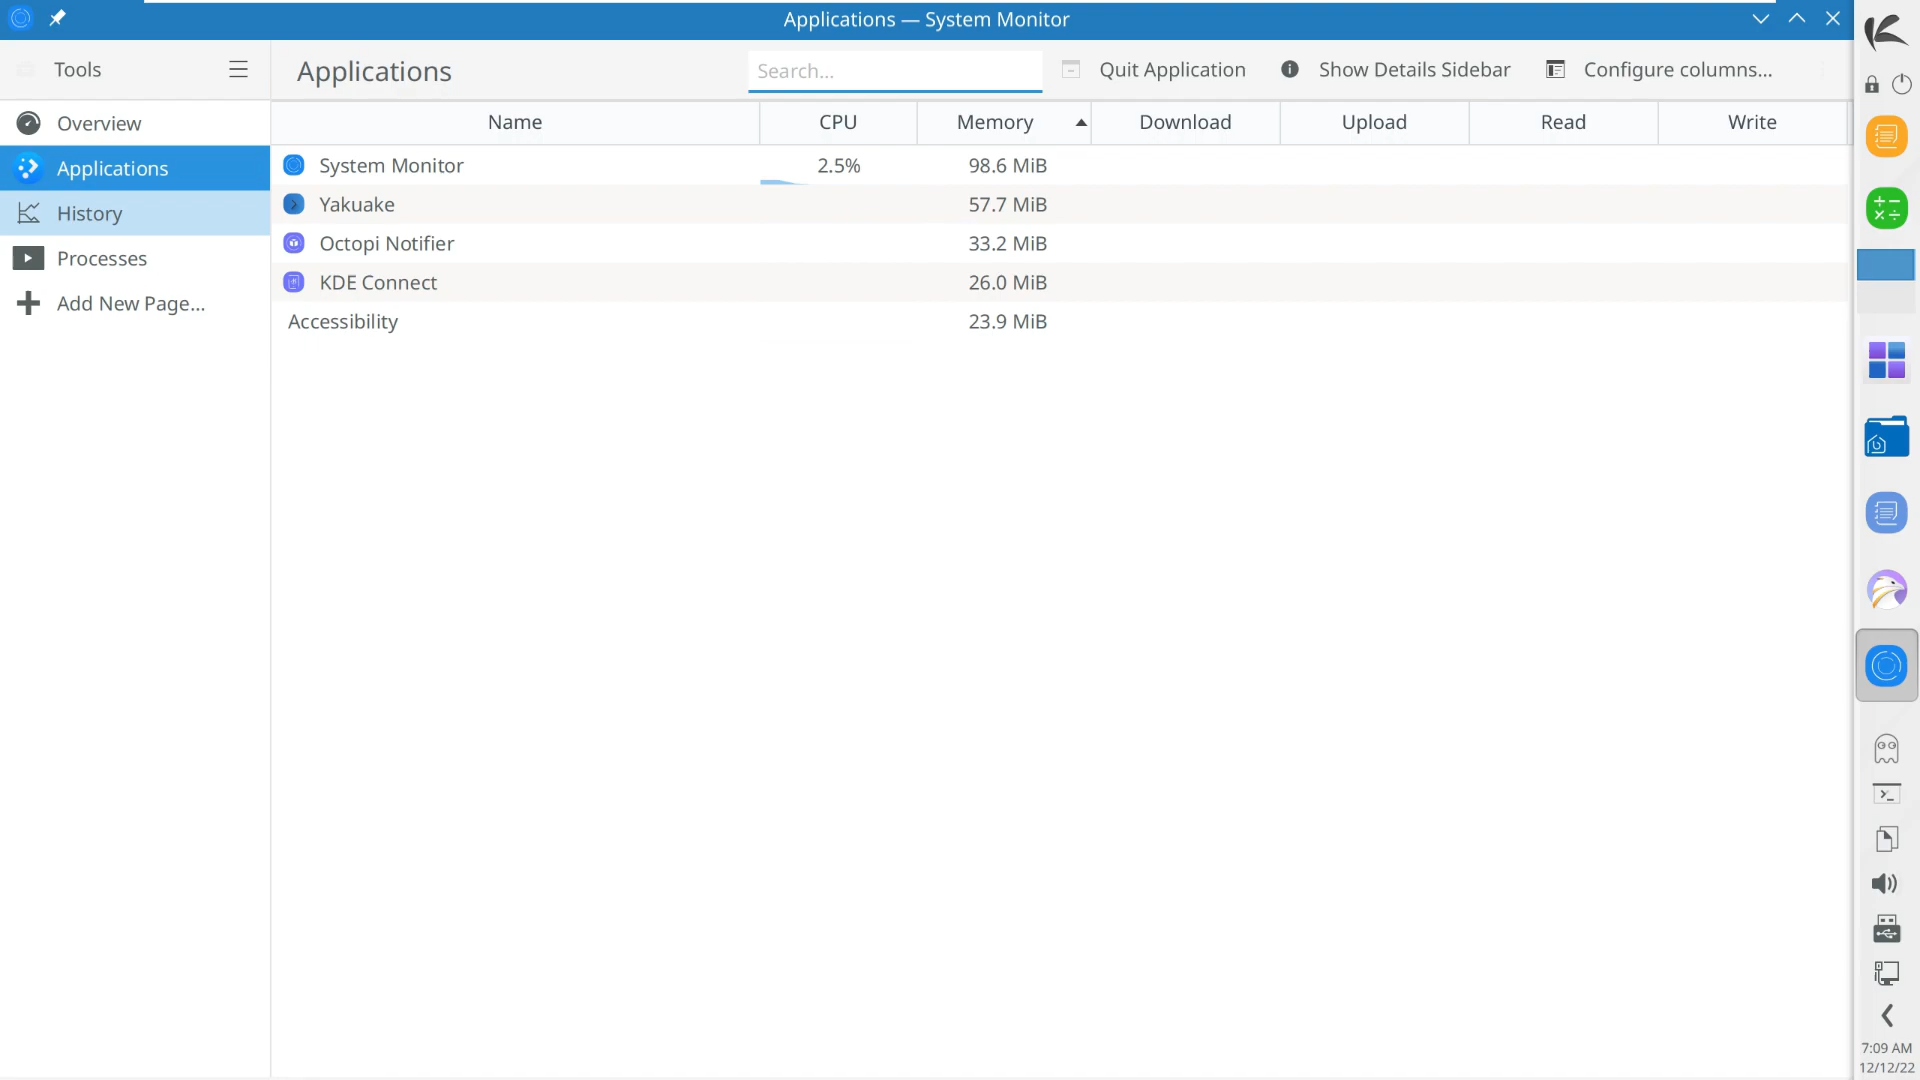 Applications — System Monitor
Tools
Applications
Search...
Quit Application
Show Details Sidebar
Configure columns...
Overview
Applications
History
Processes
Add New Page...
Name CPU Memory Download Upload Read Write
System Monitor 2.5% 98.6 MiB
Yakuake 57.7 MiB
Octopi Notifier 33.2 MiB
KDE Connect 26.0 MiB
Accessibility 23.9 MiB
7:09 AM
12/12/22